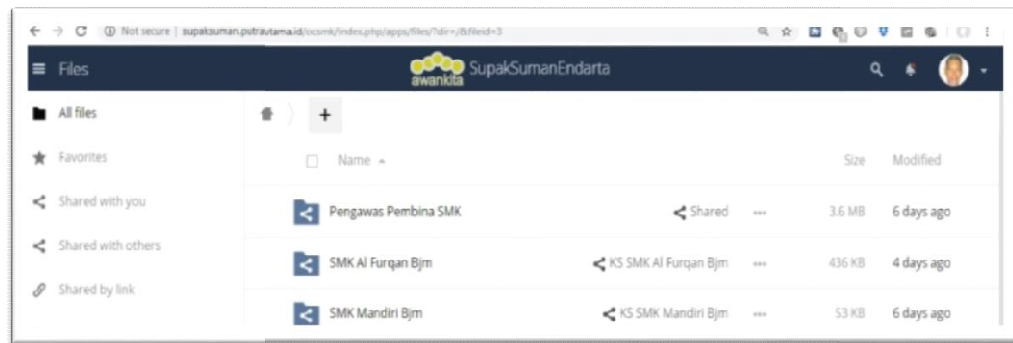 Not secure | supaksuman.putrautama.id/ocsmk/index.php/apps/files/?dir=/&fileid=3
Files awankita SupakSumanEndarta
All files
Name Size Modified
Favorites
Shared with you
Pengawas Pembina SMK Shared ... 3.6 MB 6 days ago
Shared with others
SMK Al Furqan Bjm KS SMK Al Furqan Bjm ... 436 KB 4 days ago
Shared by link
SMK Mandiri Bjm KS SMK Mandiri Bjm ... 53 KB 6 days ago